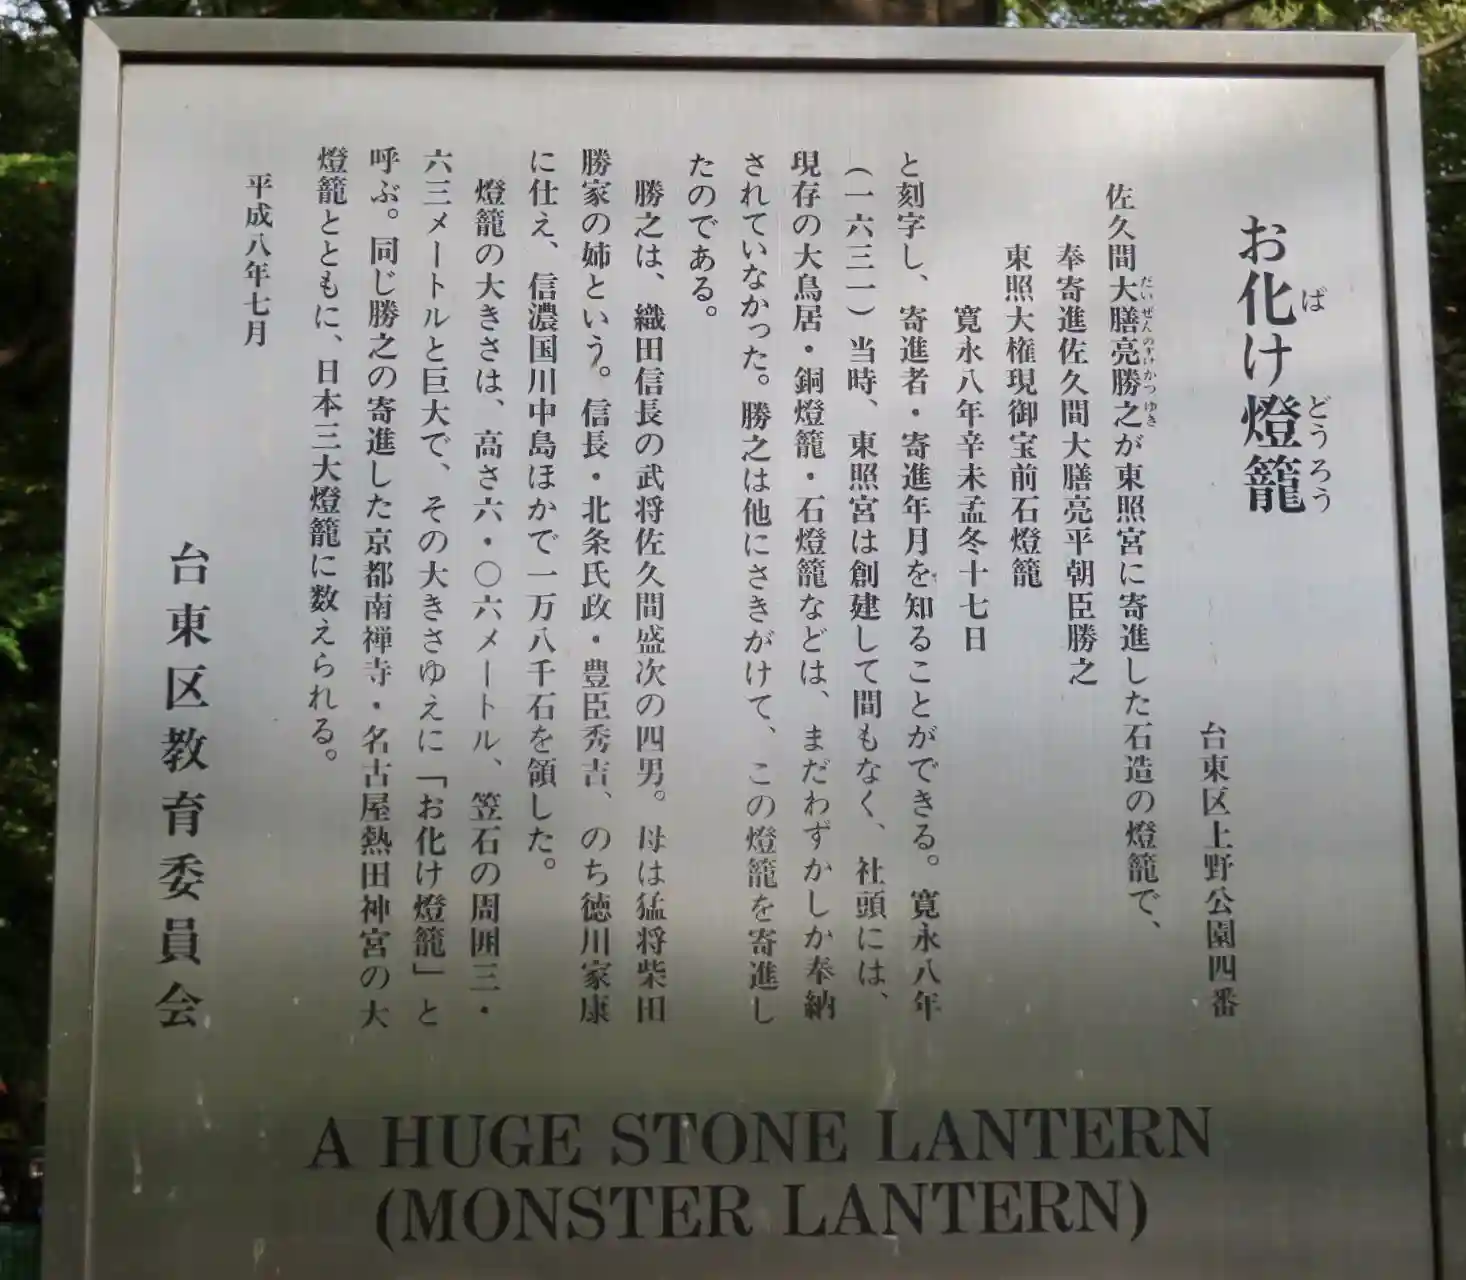 お化け燈籠
ば
どうろう
台東区上野公園四番
佐久間大膳亮勝之が東照宮に寄進した石造の燈籠で、
だいぜんのすけかつゆき
奉寄進佐久間大膳亮平朝臣勝之
東照大権現御宝前石燈籠
寛永八年辛未孟冬十七日
と刻字し、寄進者・寄進年月を知ることができる。寛永八年
(一六三一)当時、東照宮は創建して間もなく、社頭には、
現存の大鳥居・銅燈籠・石燈籠などは、まだわずかしか奉納
されていなかった。勝之は他にさきがけて、この燈籠を寄進し
たのである。
勝之は、織田信長の武将佐久間盛次の四男。母は猛将柴田
勝家の姉という。信長・北条氏政・豊臣秀吉、のち徳川家康
に仕え、信濃国川中島ほかで一万八千石を領した。
燈籠の大きさは、高さ六・〇六メートル、笠石の周囲三・
六三メートルと巨大で、その大きさゆえに「お化け燈籠」と
呼ぶ。同じ勝之の寄進した京都南禅寺・名古屋熱田神宮の大
燈籠とともに、日本三大燈籠に数えられる。
平成八年七月
台東区教育委員会
A HUGE STONE LANTERN
(MONSTER LANTERN)